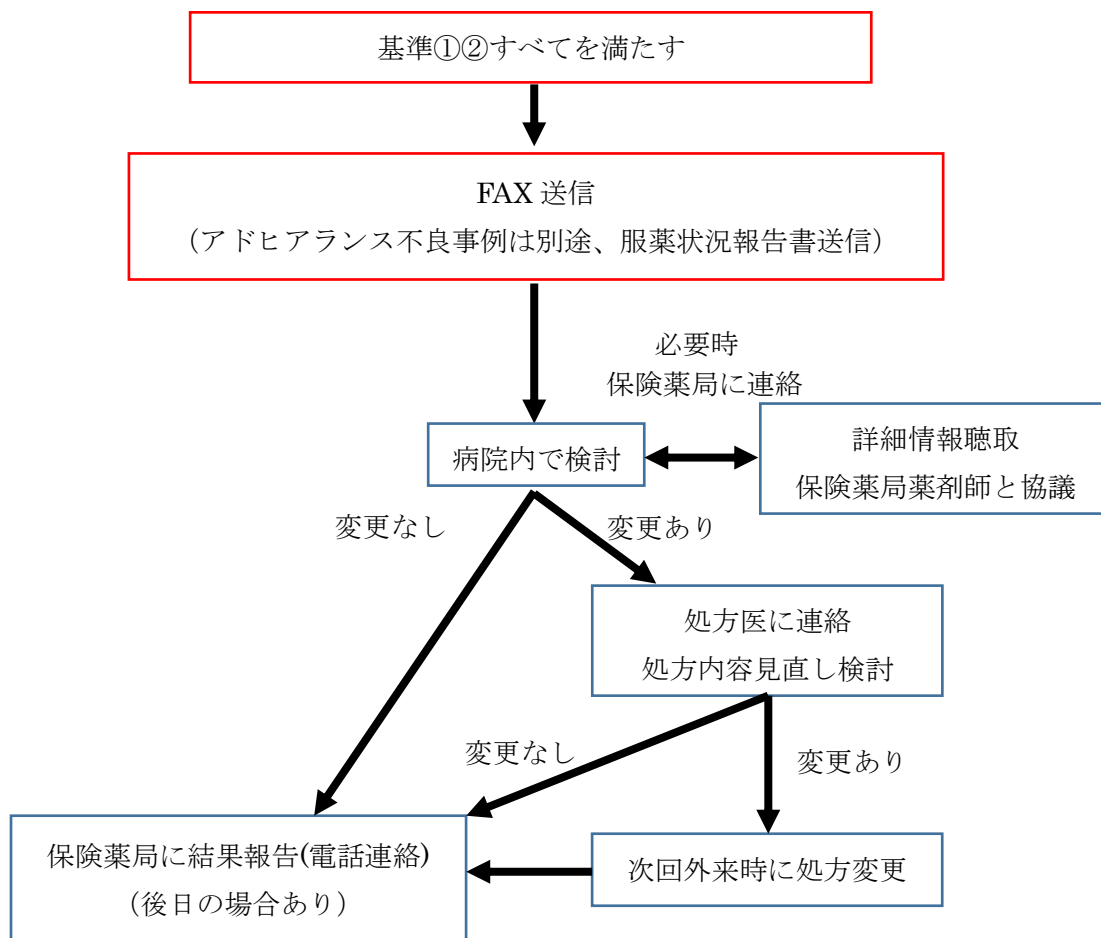 基準①②すべてを満たす
FAX 送信
（アドヒアランス不良事例は別途、服薬状況報告書送信）
必要時
保険薬局に連絡
病院内で検討
詳細情報聴取
保険薬局薬剤師と協議
変更なし
変更あり
処方医に連絡
処方内容見直し検討
変更なし
変更あり
保険薬局に結果報告(電話連絡)
（後日の場合あり）
次回外来時に処方変更